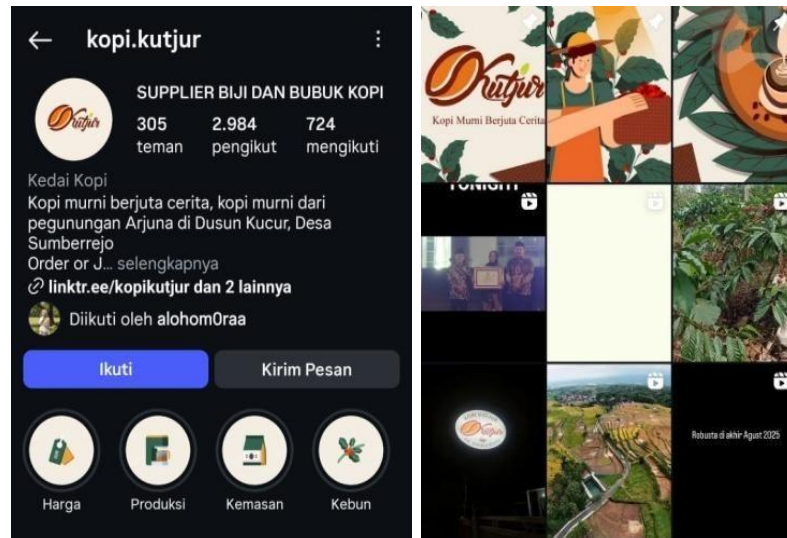 kopi.kutjur
Kutjur
SUPPLIER BIJI DAN BUBUK KOPI
305 2.984 724
teman pengikut mengikuti
Kedai Kopi
Kopi murni berjuta cerita, kopi murni dari
pegunungan Arjuna di Dusun Kucur, Desa
Sumberrejo
Order or J... selengkapnya
linktr.ee/kopikutjur dan 2 lainnya
Diikuti oleh alohom0raa
Ikuti Kirim Pesan
Harga Produksi Kemasan Kebun
Kutjur
Kopi Murni Berjuta Cerita
TONIGHT
Kutjur
Robusta di akhir Agust 2025